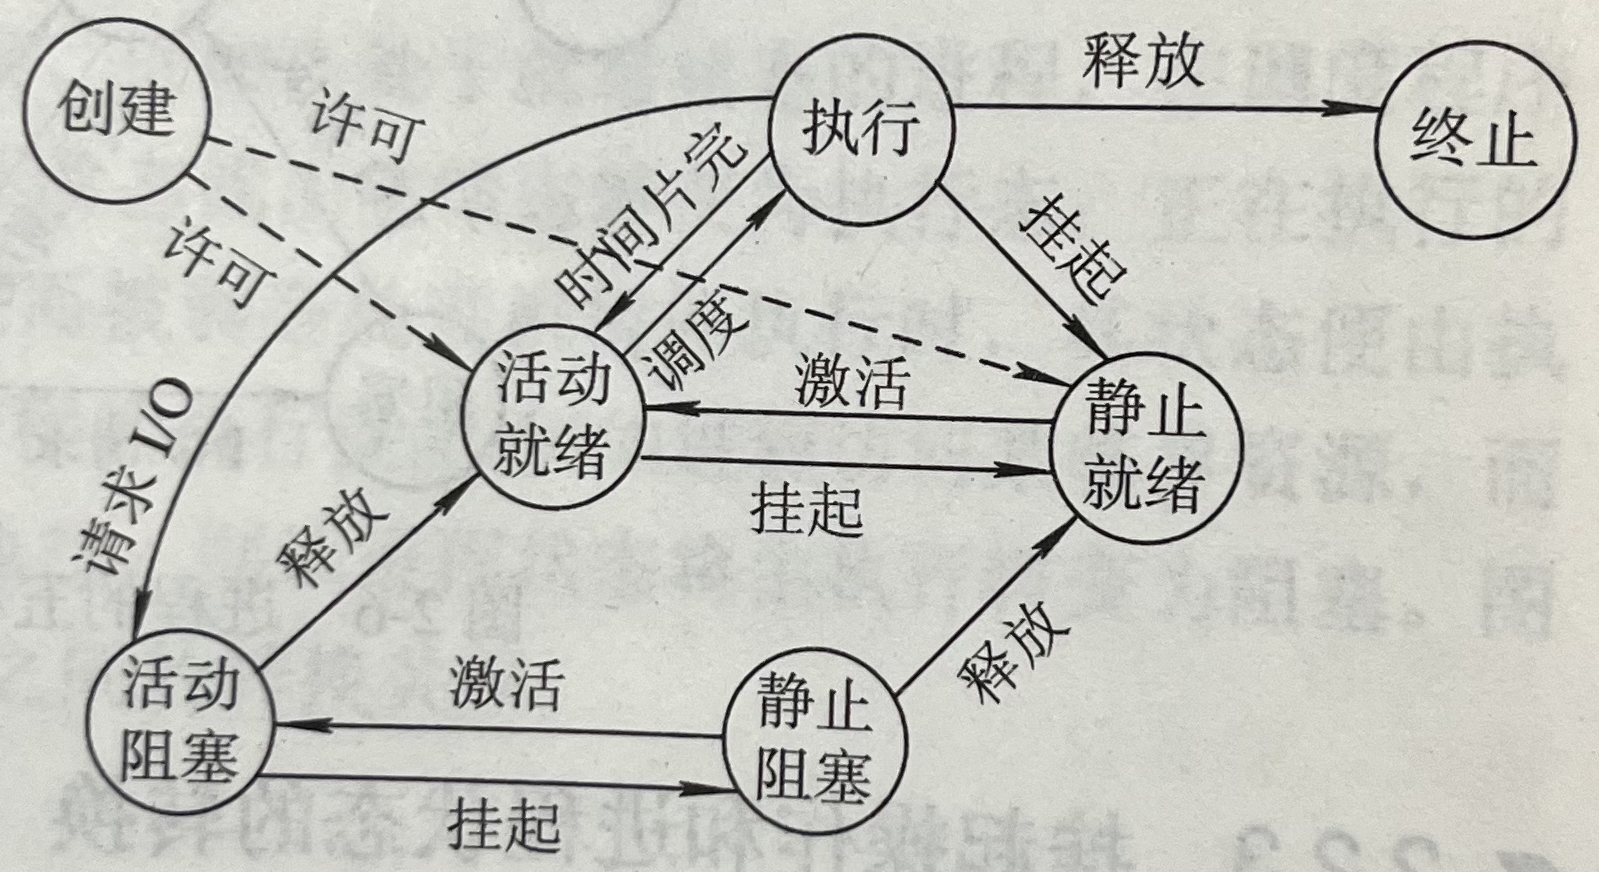 创建
许可
许可
执行
释放
终止
时间片完
调度
挂起
活动
就绪
激活
挂起
静止
就绪
请求 I/O
释放
释放
活动
阻塞
激活
挂起
静止
阻塞